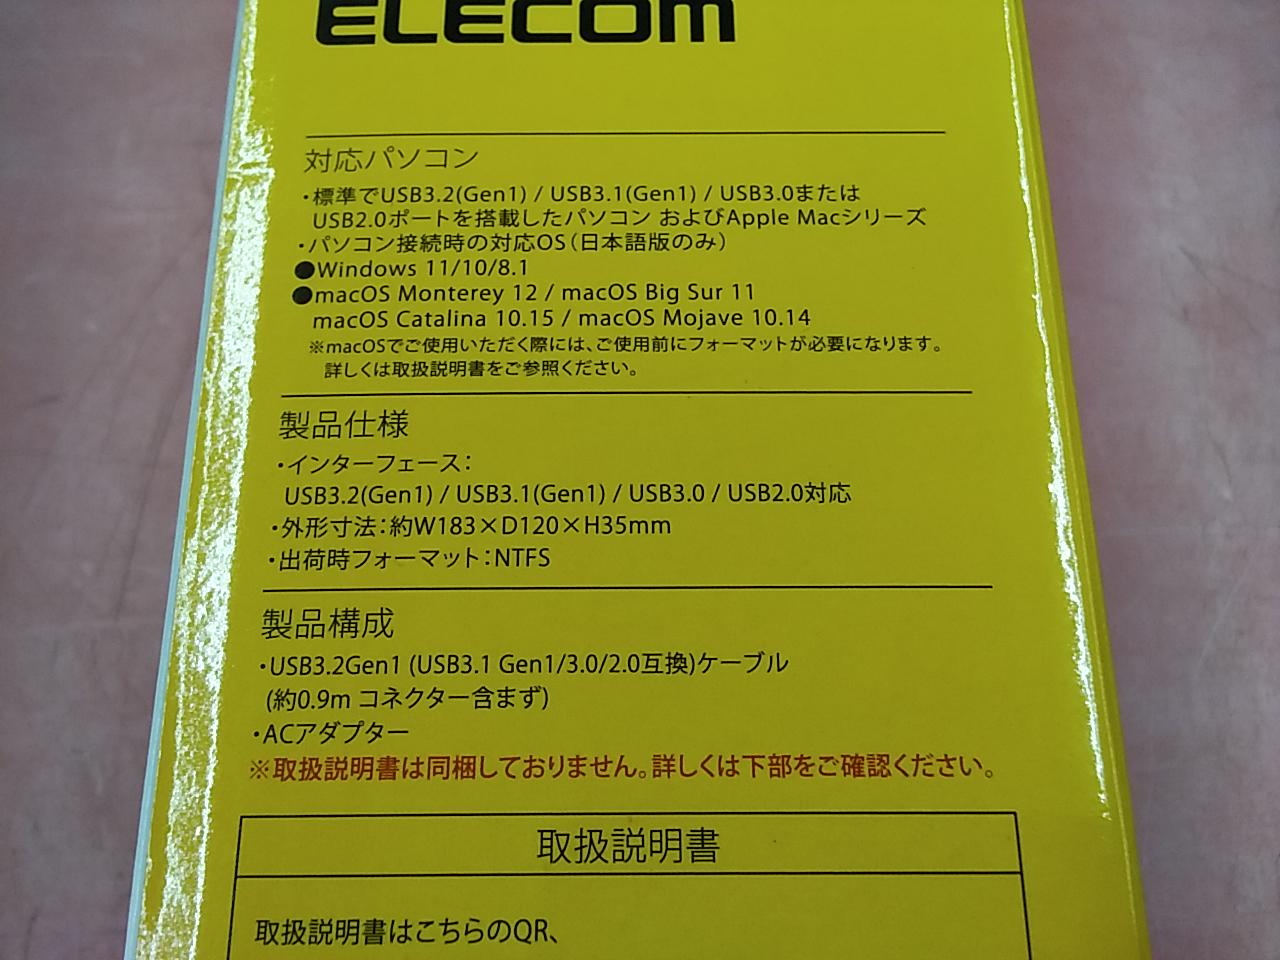 ELECOM
対応パソコン
・標準でUSB3.2(Gen1) / USB3.1(Gen1) / USB3.0または
USB2.0ポートを搭載したパソコン およびApple Macシリーズ
・パソコン接続時の対応OS(日本語版のみ)
●Windows 11/10/8.1
●macOS Monterey 12 / macOS Big Sur 11
macOS Catalina 10.15 / macOS Mojave 10.14
※macOSでご使用いただく際には、ご使用前にフォーマットが必要になります。
詳しくは取扱説明書をご参照ください。
製品仕様
・インターフェース：
USB3.2(Gen1) / USB3.1(Gen1) / USB3.0 / USB2.0対応
・外形寸法：約W183×D120×H35mm
・出荷時フォーマット：NTFS
製品構成
・USB3.2Gen1 (USB3.1 Gen1/3.0/2.0互換)ケーブル
(約0.9m コネクター含まず)
・ACアダプター
※取扱説明書は同梱しておりません。詳しくは下部をご確認ください。
取扱説明書
取扱説明書はこちらのQR、